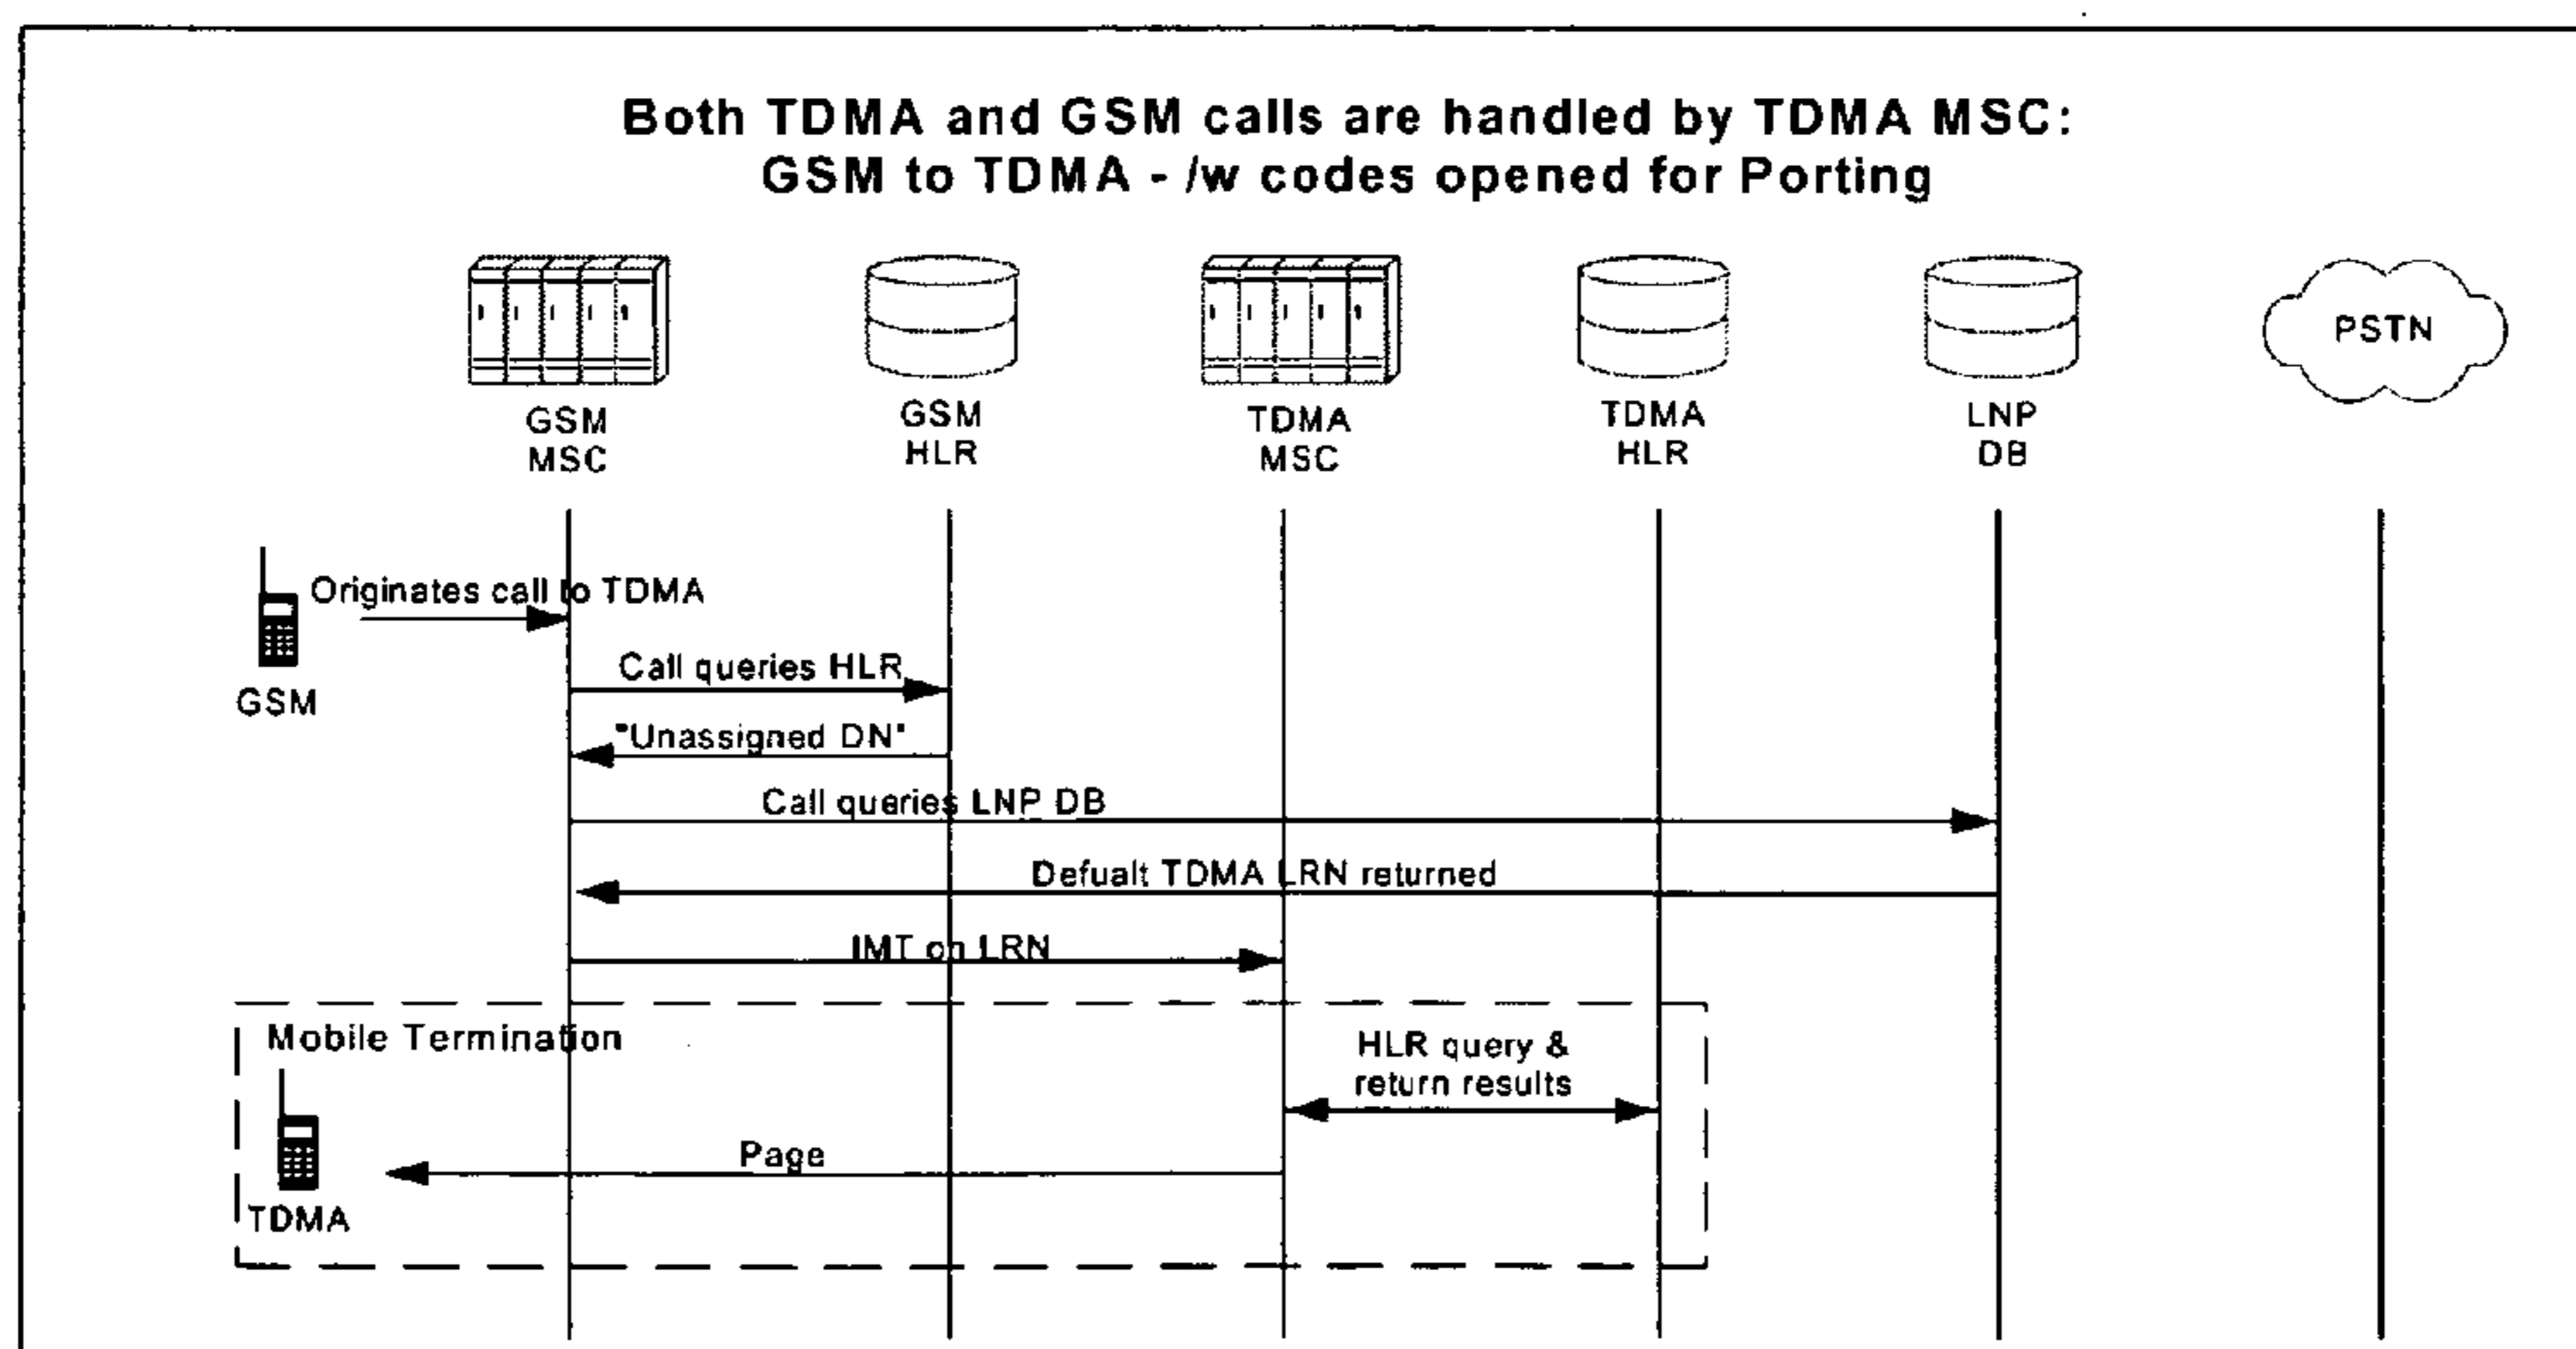 Both TDMA and GSM calls are handled by TDMA MSC:
GSM to TDMA - /w codes opened for Porting
GSM
MSC
GSM
HLR
TDMA
MSC
TDMA
HLR
LNP
DB
PSTN
Originates call to TDMA
GSM
Call queries HLR
"Unassigned DN"
Call queries LNP DB
Defualt TDMA LRN returned
IMT on LRN
Mobile Termination
HLR query &
return results
Page
TDMA